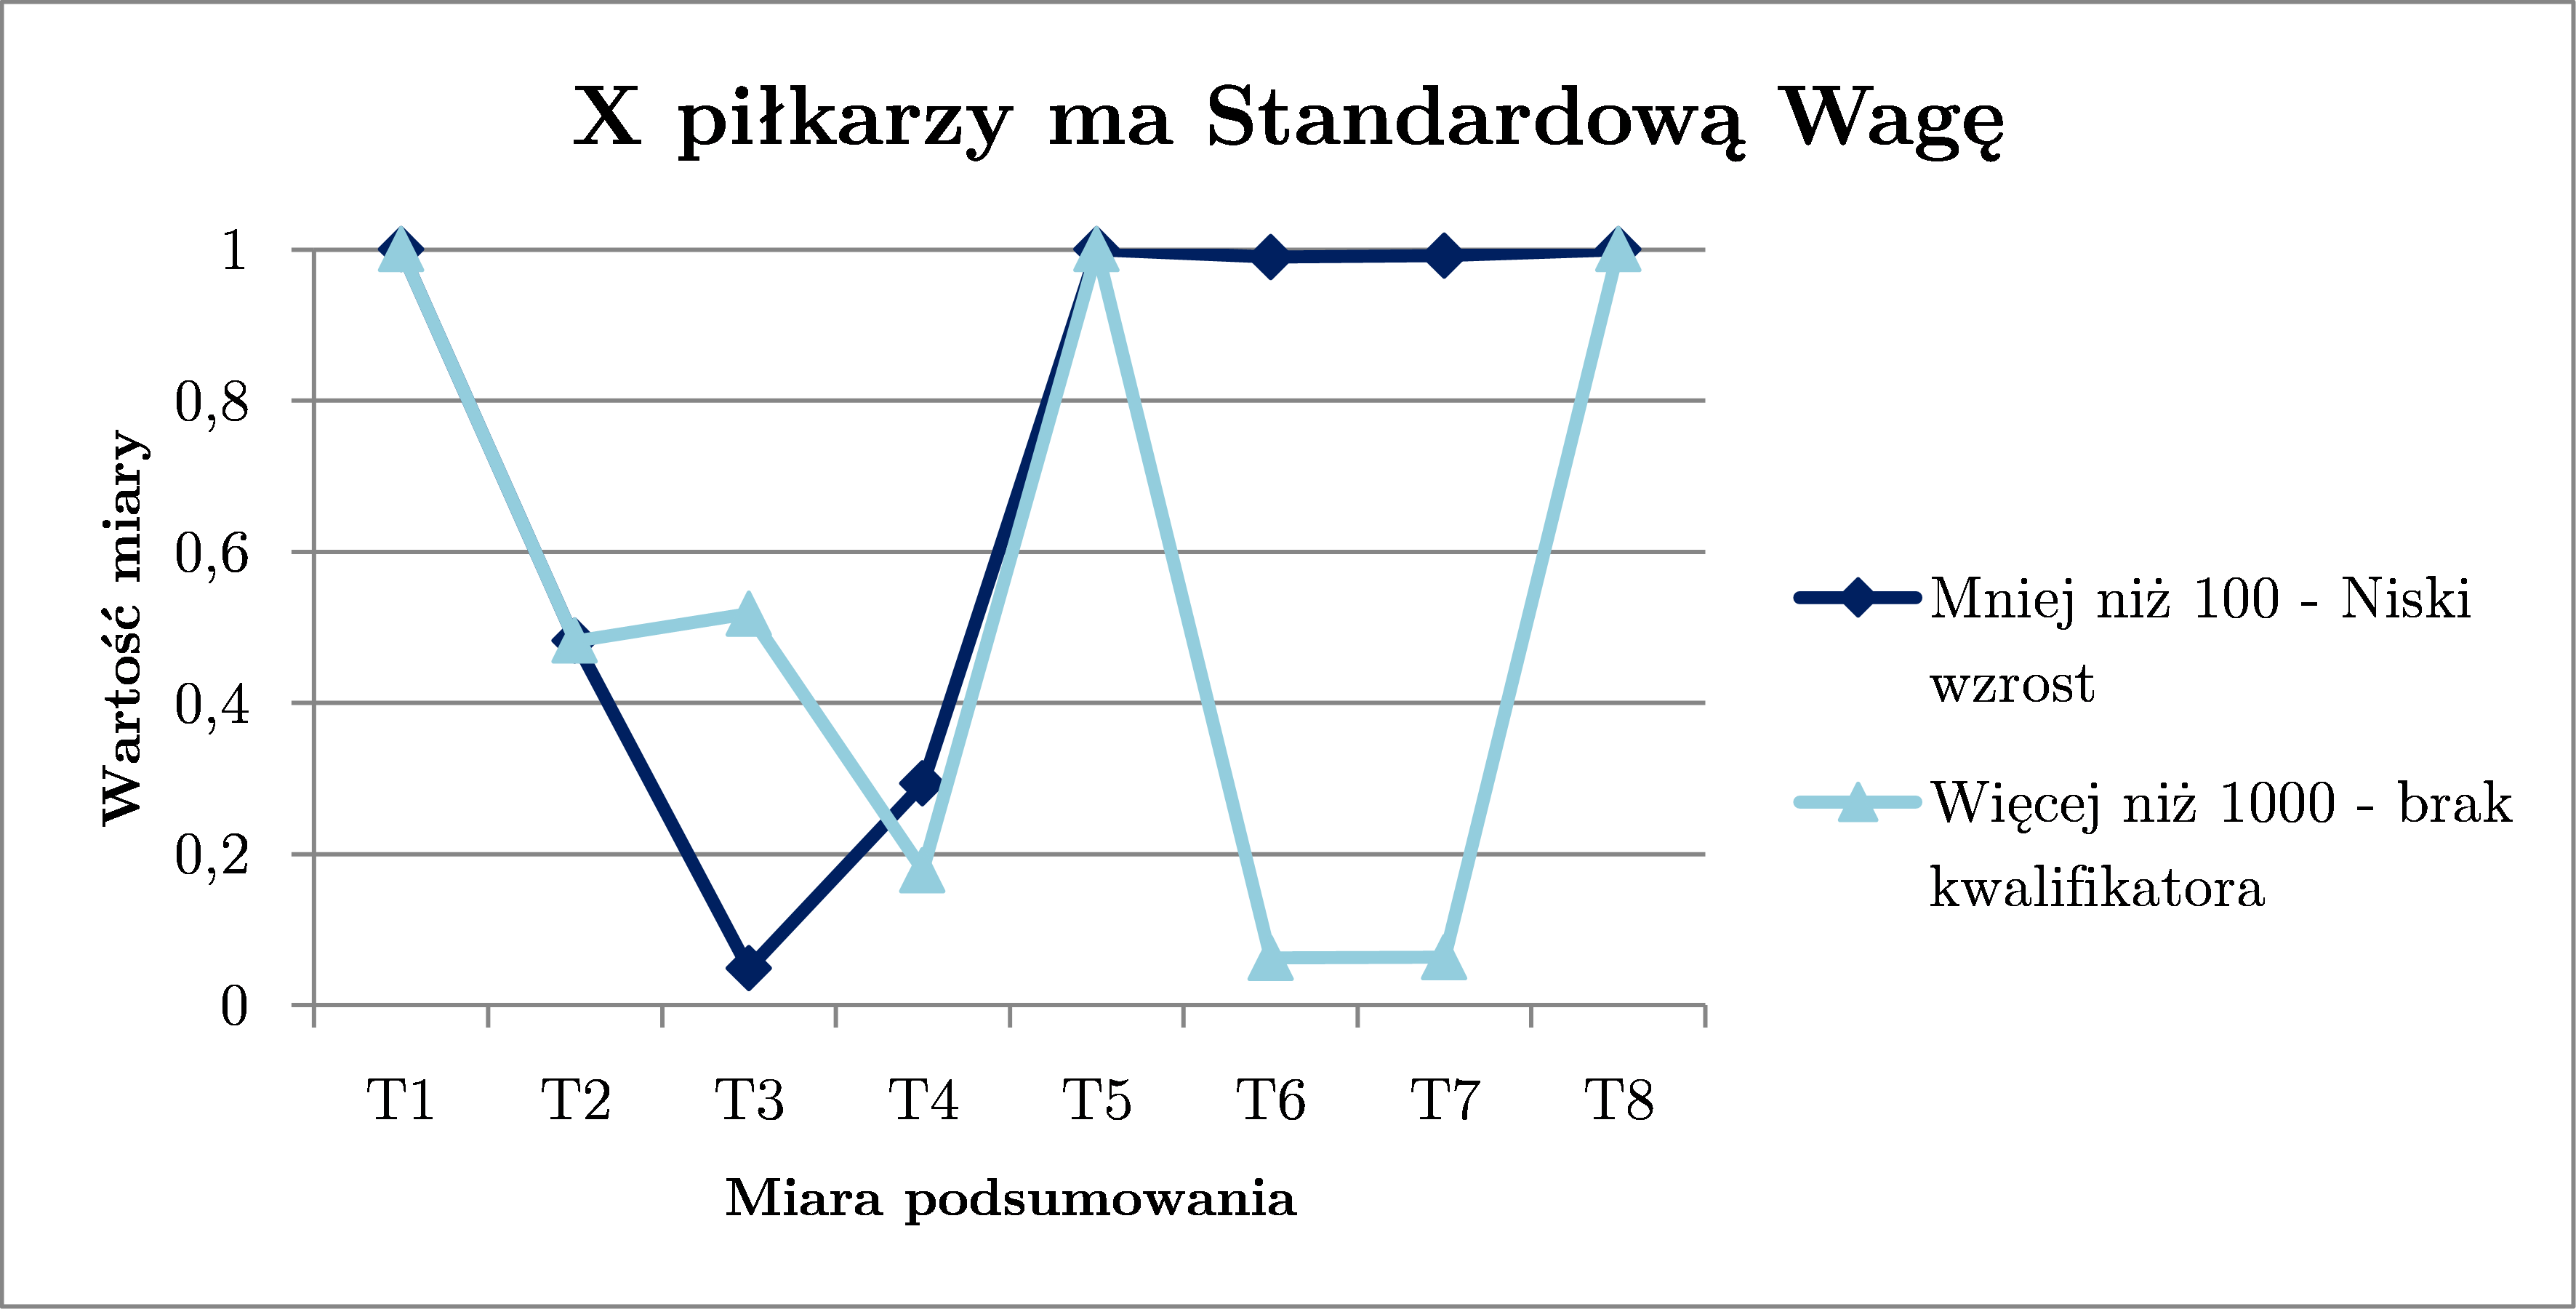 X piłkarzy ma Standardową Wagę
1
0,8
0,6
0,4
0,2
0
Wartość miary
T1 T2 T3 T4 T5 T6 T7 T8
Miara podsumowania
Mniej niż 100 - Niski
wzrost
Więcej niż 1000 - brak
kwalifikatora